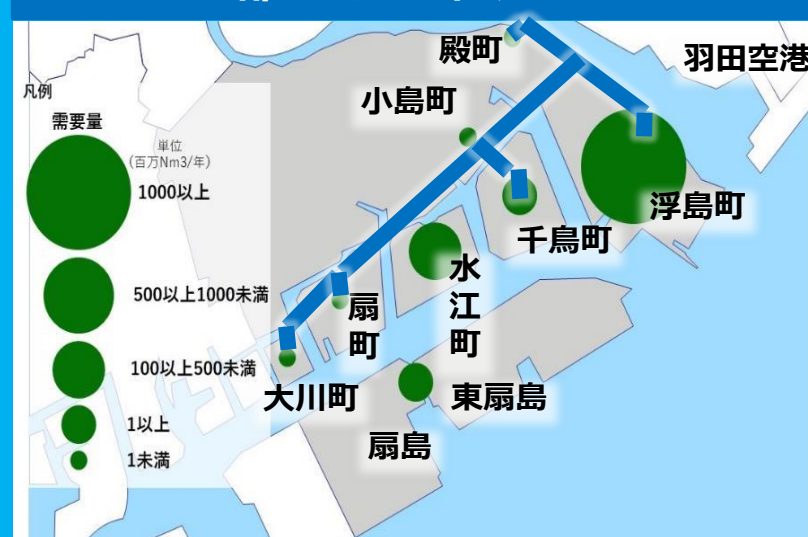 殿町
羽田空港
小島町
凡例
需要量
単位
(百万Nm3/年)
1000以上
浮島町
千鳥町
水江町
500以上1000未満
扇町
100以上500未満
大川町
東扇島
1以上
扇島
1未満